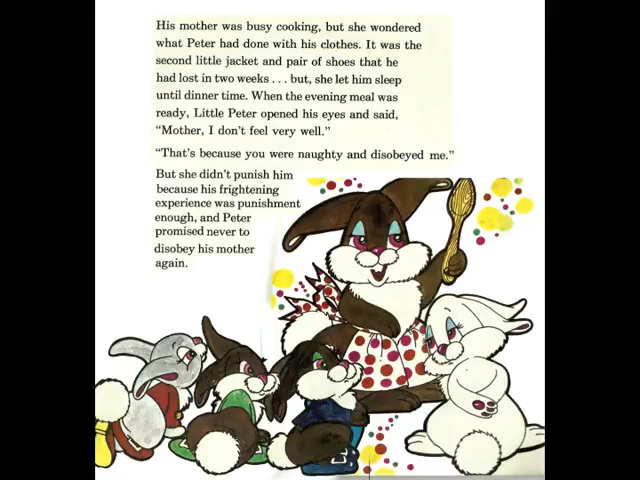 His mother was busy cooking, but she wondered
what Peter had done with his clothes. It was the
second little jacket and pair of shoes that he
had lost in two weeks . . . but, she let him sleep
until dinner time. When the evening meal was
ready, Little Peter opened his eyes and said,
“Mother, I don't feel very well.”
“That's because you were naughty and disobeyed me.”
But she didn't punish him
because his frightening
experience was punishment
enough, and Peter
promised never to
disobey his mother
again.